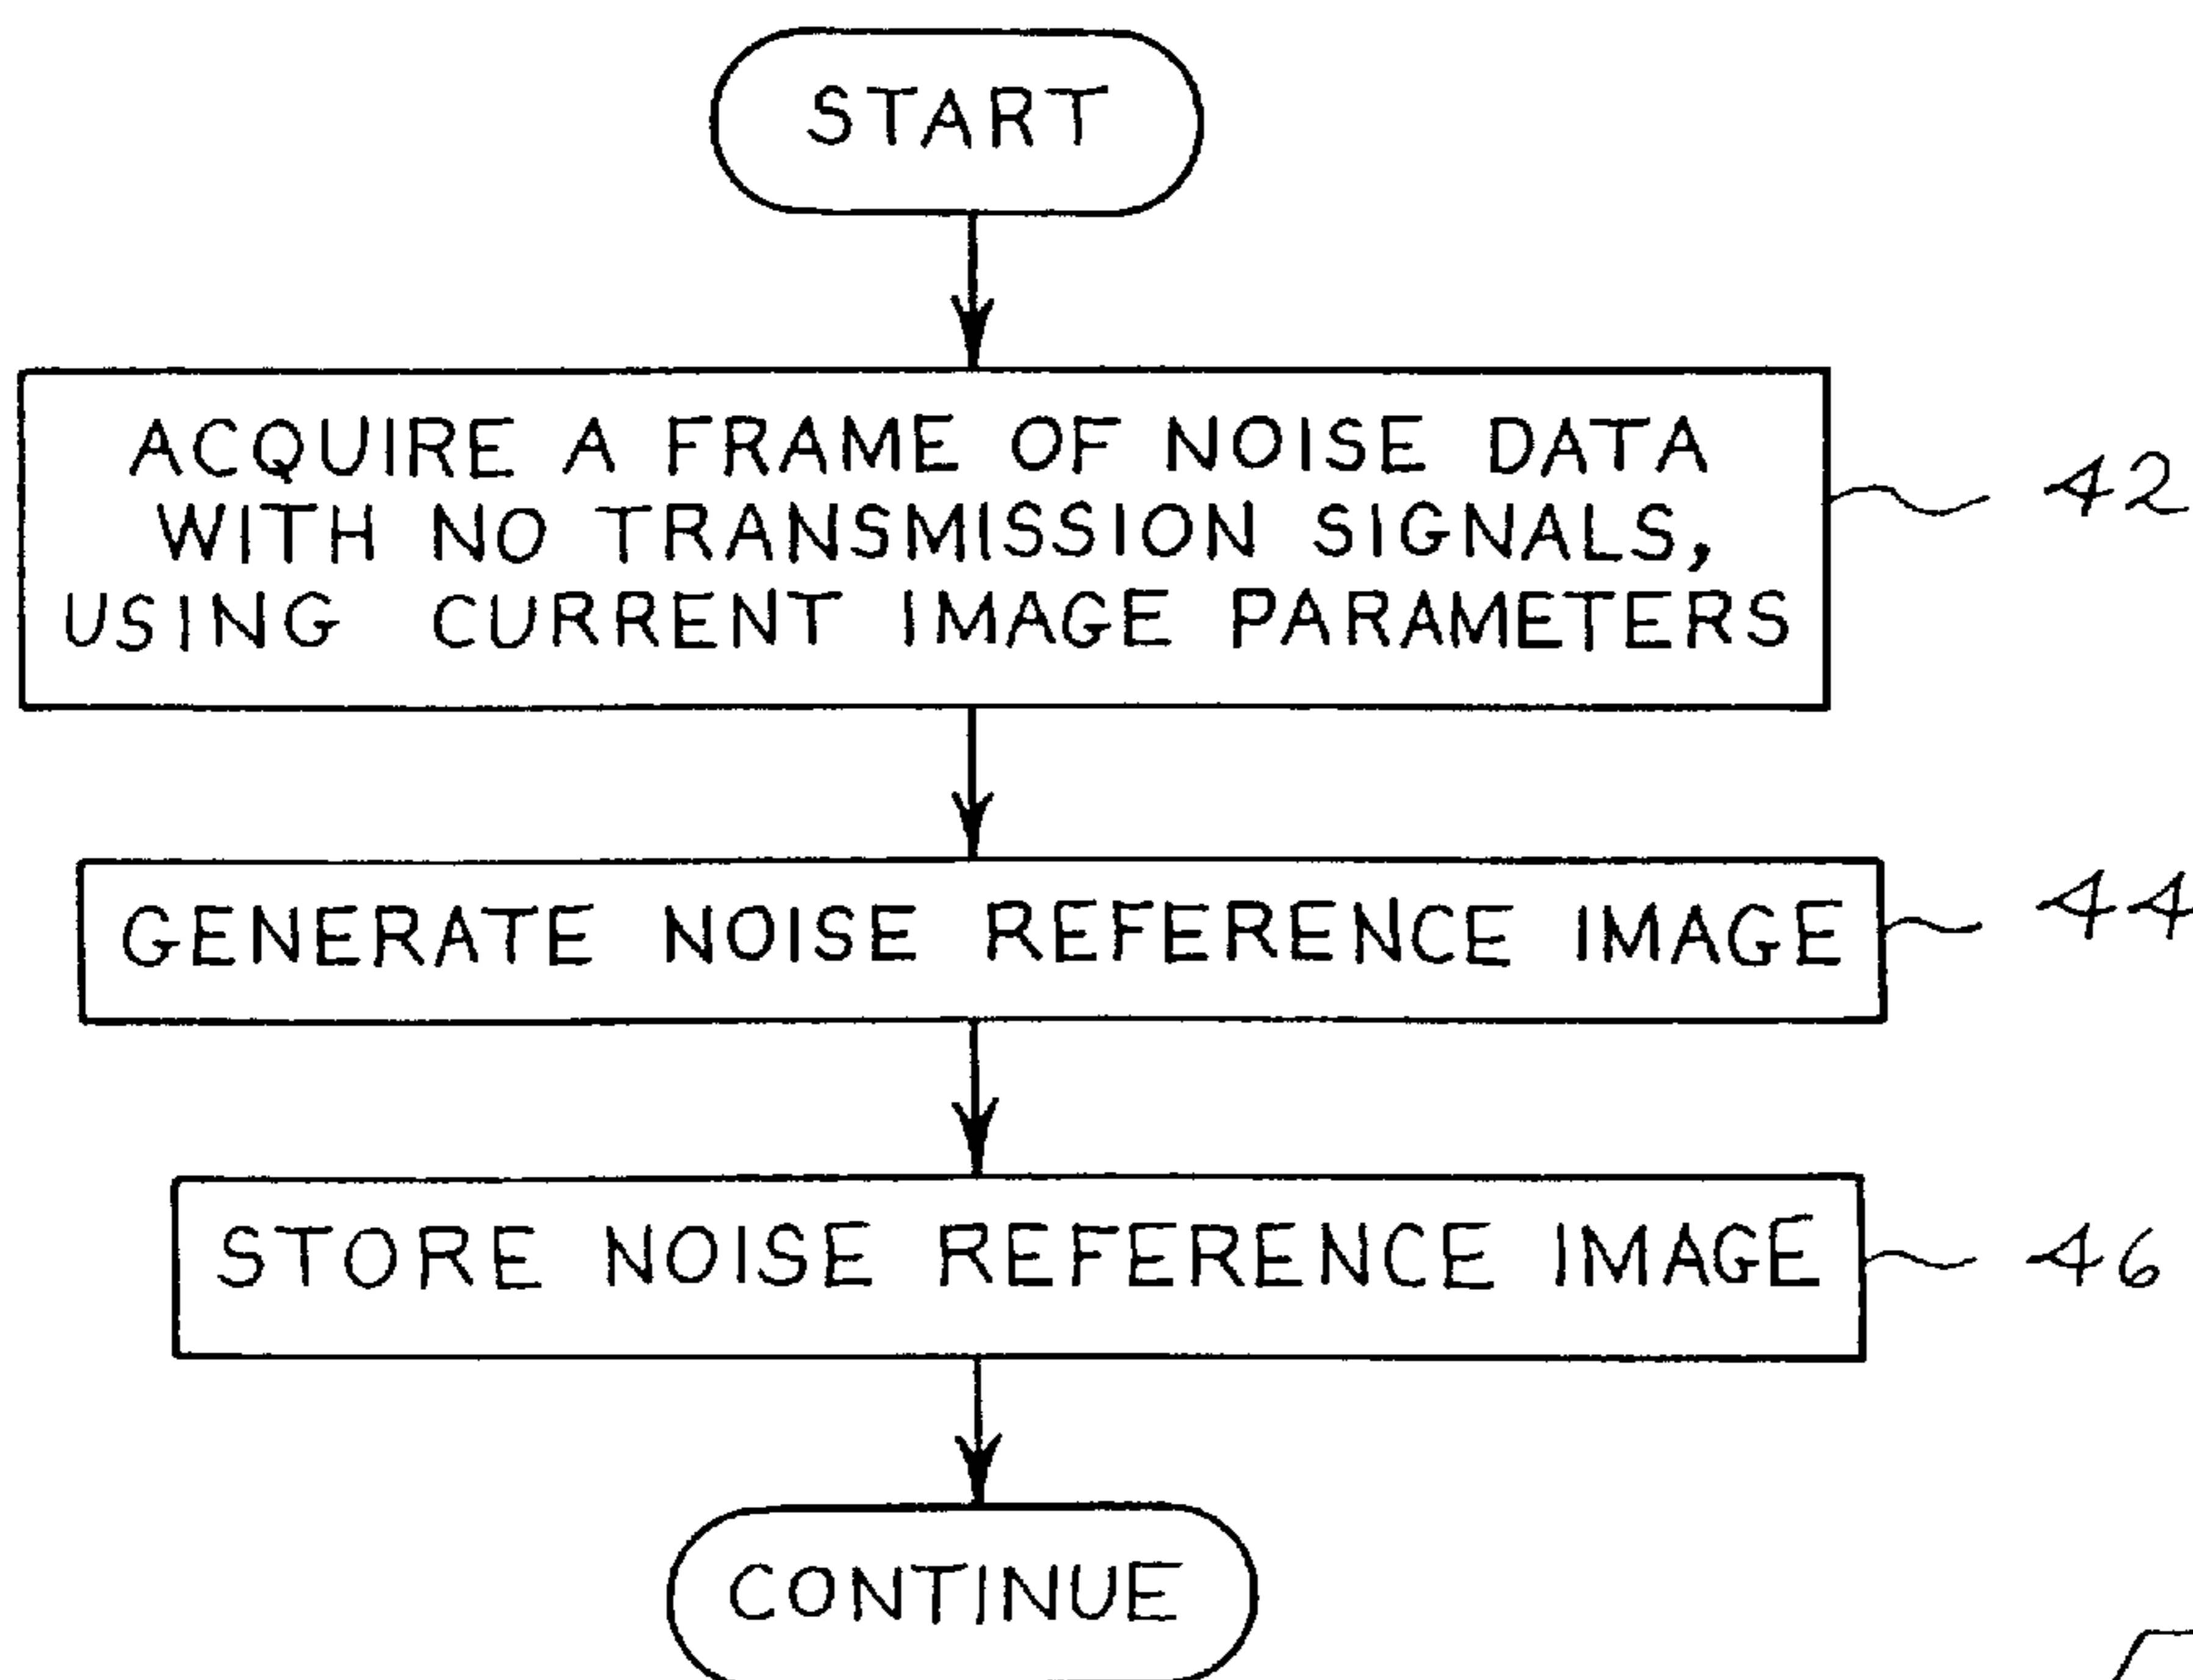 START
ACQUIRE A FRAME OF NOISE DATA
WITH NO TRANSMISSION SIGNALS,
USING CURRENT IMAGE PARAMETERS
42
GENERATE NOISE REFERENCE IMAGE
44
STORE NOISE REFERENCE IMAGE
46
CONTINUE